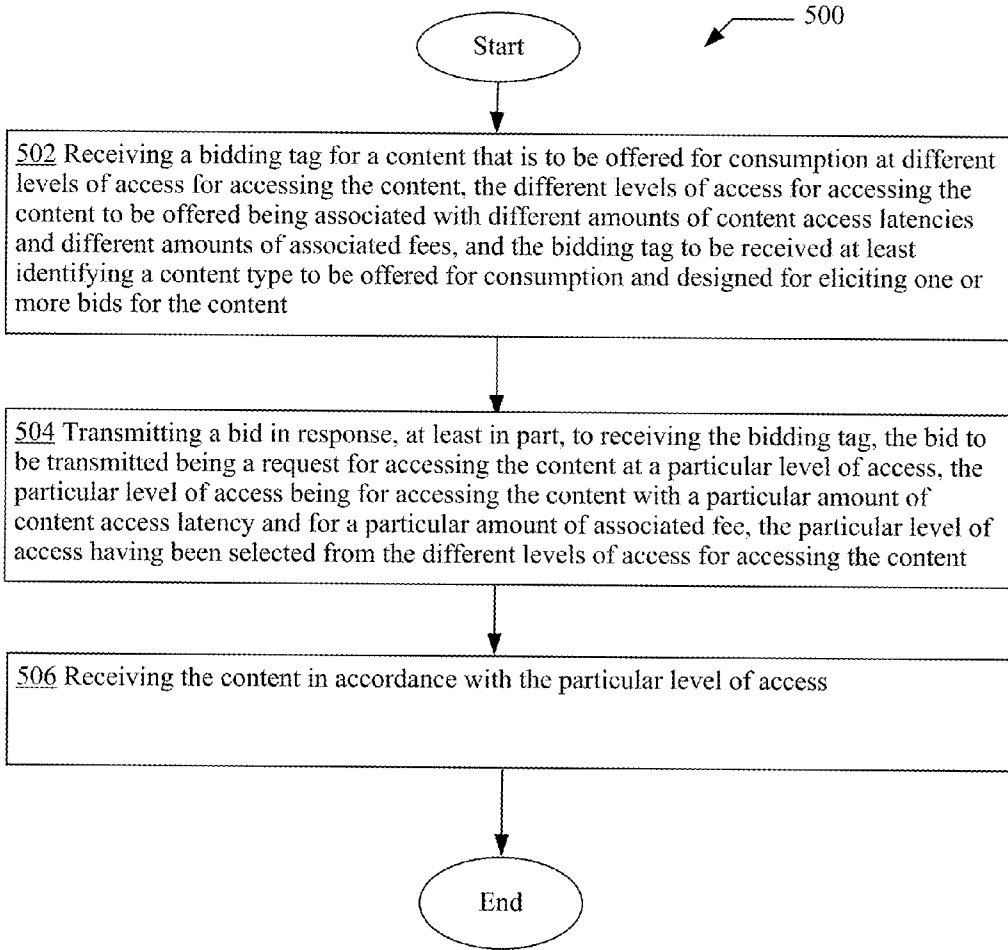 500
Start
502 Receiving a bidding tag for a content that is to be offered for consumption at different
levels of access for accessing the content, the different levels of access for accessing the
content to be offered being associated with different amounts of content access latencies
and different amounts of associated fees, and the bidding tag to be received at least
identifying a content type to be offered for consumption and designed for eliciting one or
more bids for the content
504 Transmitting a bid in response, at least in part, to receiving the bidding tag, the bid to
be transmitted being a request for accessing the content at a particular level of access, the
particular level of access being for accessing the content with a particular amount of
content access latency and for a particular amount of associated fee, the particular level of
access having been selected from the different levels of access for accessing the content
506 Receiving the content in accordance with the particular level of access
End